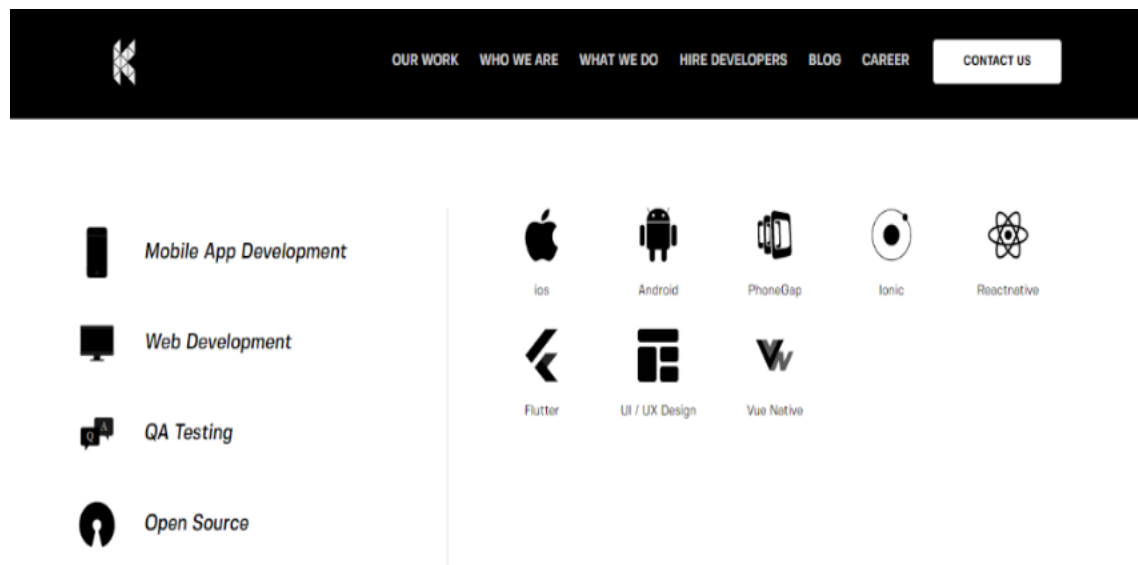 OUR WORK WHO WE ARE WHAT WE DO HIRE DEVELOPERS BLOG CAREER CONTACT US
Mobile App Development
Web Development
Q A
QA Testing
Open Source
ios Android PhoneGap Ionic Reactnative
Flutter UI / UX Design Vue Native